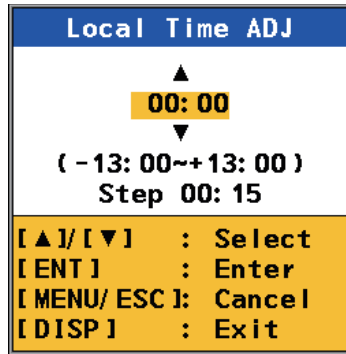 Local Time ADJ
▲
00:00
▼
(-13:00~+13:00)
Step 00:15
[▲]/[▼] : Select
[ENT] : Enter
[MENU/ESC]: Cancel
[DISP] : Exit